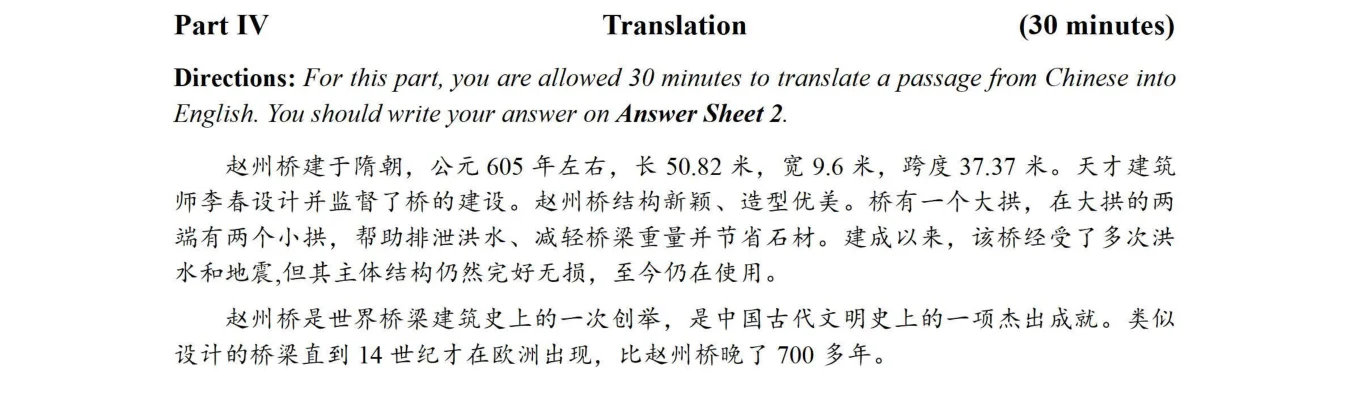 Part IV Translation (30 minutes)
Directions: For this part, you are allowed 30 minutes to translate a passage from Chinese into
English. You should write your answer on Answer Sheet 2.
赵州桥建于隋朝，公元 605 年左右，长 50.82 米，宽 9.6 米，跨度 37.37 米。天才建筑
师李春设计并监督了桥的建设。赵州桥结构新颖、造型优美。桥有一个大拱，在大拱的两
端有两个小拱，帮助排泄洪水、减轻桥梁重量并节省石材。建成以来，该桥经受了多次洪
水和地震,但其主体结构仍然完好无损，至今仍在使用。
赵州桥是世界桥梁建筑史上的一次创举，是中国古代文明史上的一项杰出成就。类似
设计的桥梁直到 14 世纪才在欧洲出现，比赵州桥晚了 700 多年。